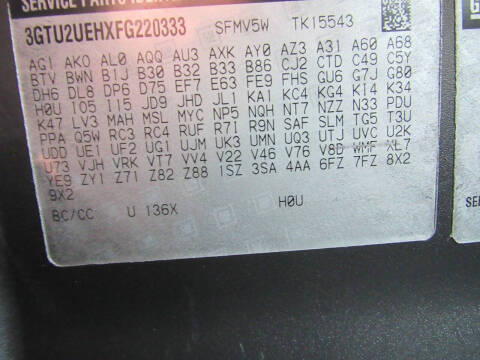 SERVICE PARTS IDENTI
3GTU2UEHXFG220333 SFMV5W TK15543
AG1 AKO AL0 AQQ AU3 AXK AY0 AZ3 A31 A60 A68
BTV BWN B1J B30 B32 B33 B86 CJ2 CTD C49 C5Y
DH6 DL8 DP6 D75 EF7 E63 FE9 FHS GU6 G7J G80
H0U IO5 I15 JD9 JHD JL1 KA1 KC4 KG4 K14 K34
K47 LV3 MAH MSL MYC NP5 NQH NT7 NZZ N33 PDU
PPA Q5W RC3 RC4 RUF R71 R9N SAF SLM TG5 T3U
UDD UE1 UF2 UG1 UJM UK3 UMN UQ3 UTJ UVC U2K
U73 VJH VRK VT7 VV4 V22 V46 V76 V8D WMF XL7
YE9 ZY1 Z71 Z82 Z88 1SZ 3SA 4AA 6FZ 7FZ 8X2
9X2
BC/CC U 136X H0U